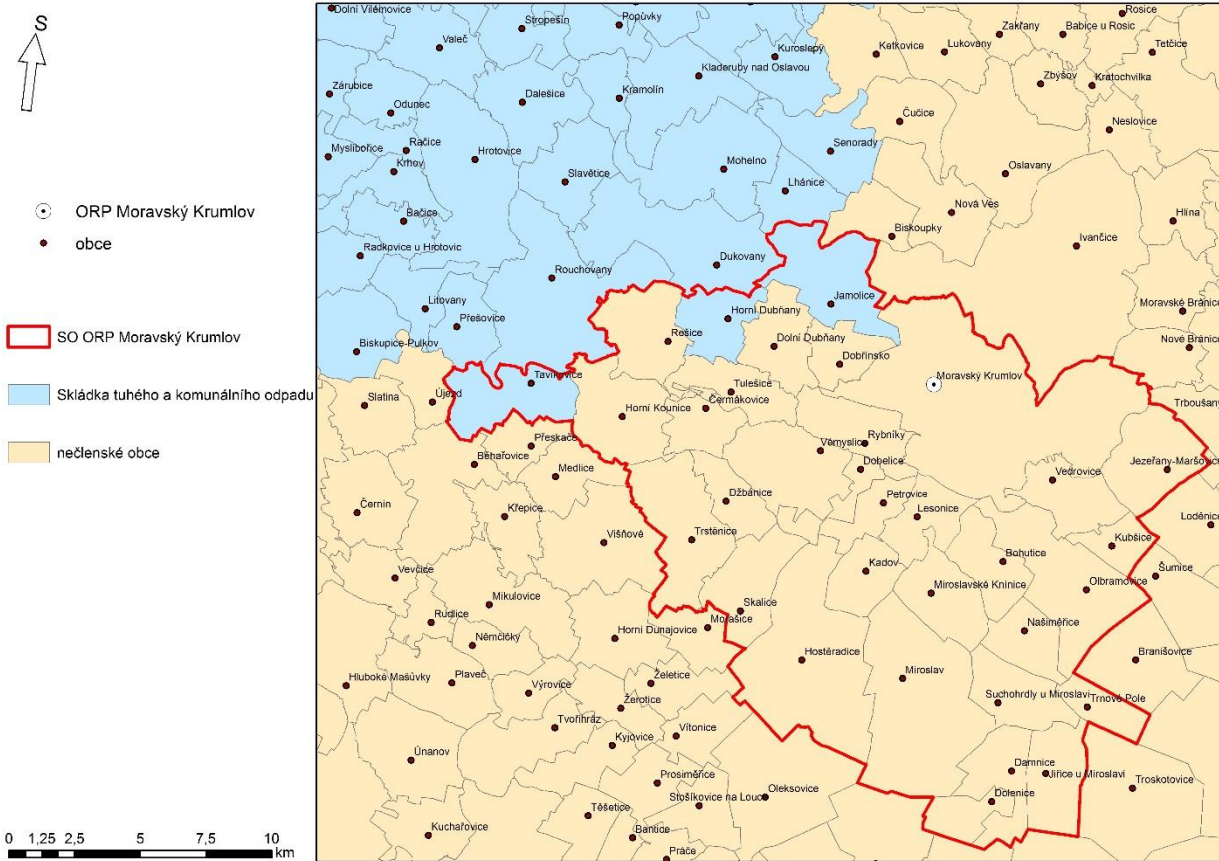 S
ORP Moravský Krumlov
obce
SO ORP Moravský Krumlov
Skládka tuhého a komunálního odpadu
nečlenské obce
0 1,25 2,5 5 7,5 10
km
Dolní Vilémovice
Stropešín
Popůvky
Rosice
Valeč
Kuroslepy
Ketkovice
Lukovany
Zakřany
Babice u Rosic
Tetčice
Kladeruby nad Oslavou
Zbýšov
Kratochvilka
Zárubice
Odunec
Dalešice
Kramolín
Čučice
Neslovice
Myslibořice
Račice
Krhov
Hrotovice
Slavětice
Mohelno
Senorady
Oslavany
Lhánice
Bačice
Nová Ves
Hlína
Biskoupky
Ivančice
Radkovice u Hrotovic
Rouchovany
Dukovany
Litovany
Přešovice
Horní Dubňany
Jamolice
Moravské Bránice
Biskupice-Pulkov
Rešice
Dolní Dubňany
Dobřínsko
Nové Bránice
Tavíkovice
Moravský Krumlov
Slatina
Újezd
Tulešice
Čermákovice
Horní Kounice
Trboušany
Přeskače
Vémyslice
Rybníky
Běhařovice
Medlice
Dobelice
Vedrovice
Jezeřany-Maršovice
Černín
Křepice
Džbánice
Petrovice
Lesonice
Loděnice
Višňové
Trstěnice
Kubšice
Vevčice
Kadov
Bohutice
Šumice
Mikulovice
Miroslavské Knínice
Olbramovice
Rudlice
Skalice
Němčičky
Horní Dunajovice
Morašice
Našiměřice
Hostěradice
Branišovice
Hluboké Mašůvky
Plaveč
Výrovice
Želetice
Miroslav
Žerotice
Suchohrdly u Miroslavi
Trnové Pole
Tvořihráz
Kyjovice
Vítonice
Únanov
Damnice
Jiřice u Miroslavi
Prosiměřice
Troskotovice
Stošíkovice na Louce
Oleksovice
Dolenice
Těšetice
Kuchařovice
Bantice
Práče